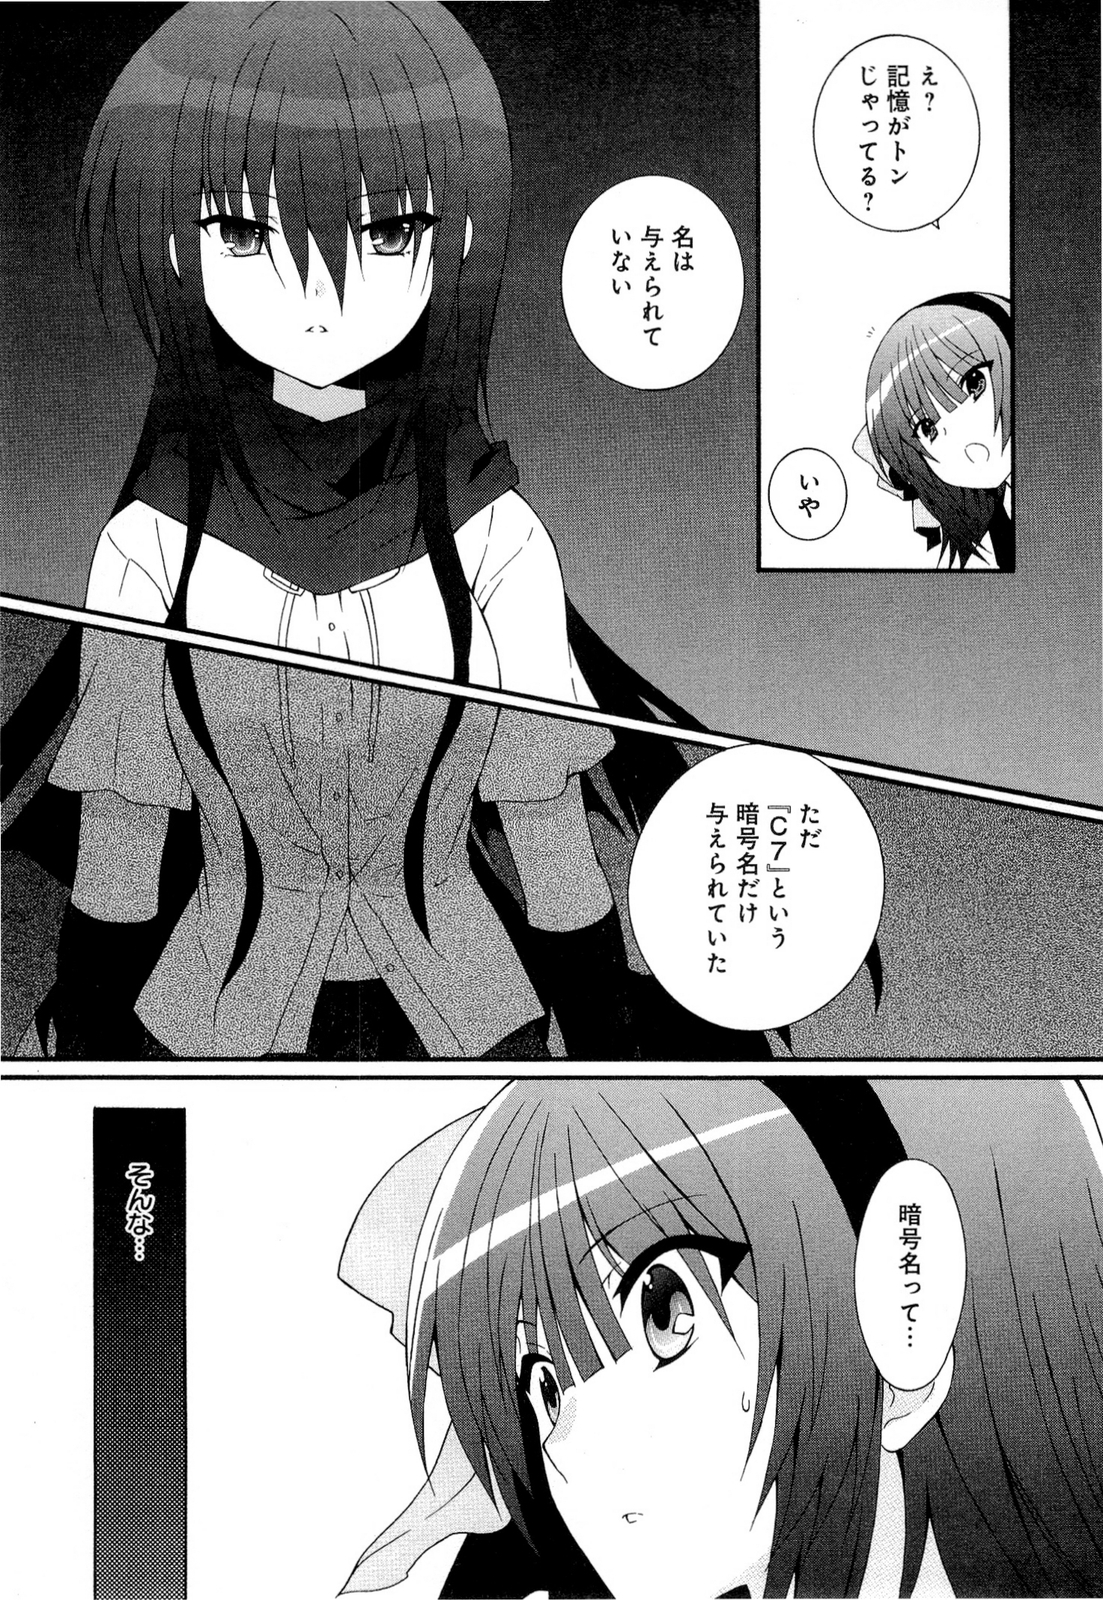 え？
記憶がトン
じゃってる？
いや
名は
与えられて
いない
ただ
『C7』という
暗号名だけ
与えられていた
暗号名って…
そんな…